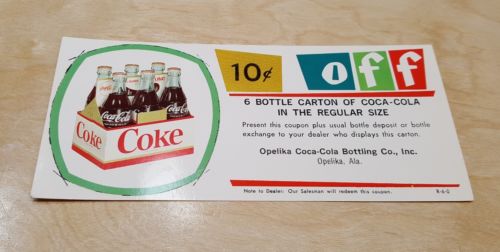 10¢ off
6 BOTTLE CARTON OF COCA-COLA
IN THE REGULAR SIZE
Present this coupon plus usual bottle deposit or bottle
exchange to your dealer who displays this carton.
Opelika Coca-Cola Bottling Co., Inc.
Opelika, Ala.
Note to Dealer: Our Salesman will redeem this coupon.
R-6-G
Coca-Cola
Coca-Cola
Coke
Coke